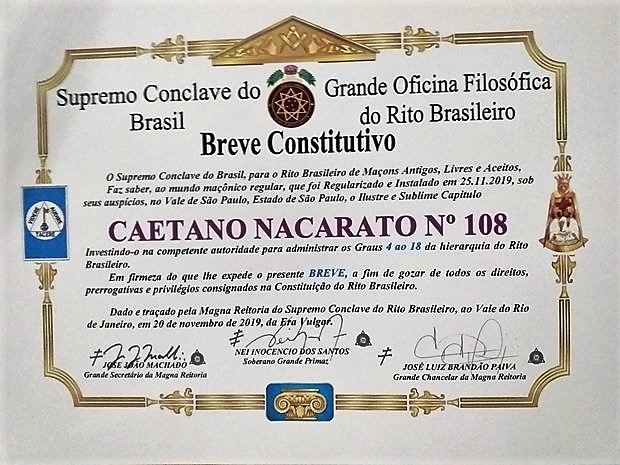 Supremo Conclave do
Brasil
Grande Oficina Filosófica
do Rito Brasileiro
Breve Constitutivo
O Supremo Conclave do Brasil, para o Rito Brasileiro de Maçons Antigos, Livres e Aceitos,
Faz saber, ao mundo maçônico regular, que foi Regularizado e Instalado em 25.11.2019, sob
seus auspícios, no Vale de São Paulo, Estado de São Paulo, o Ilustre e Sublime Capítulo
CAETANO NACARATO Nº 108
Investindo-o na competente autoridade para administrar os Graus 4 ao 18 da hierarquia do Rito
Brasileiro.
Em firmeza do que lhe expede o presente BREVE, a fim de gozar de todos os direitos,
prerrogativas e privilégios consignados na Constituição do Rito Brasileiro.
Dado e traçado pela Magna Reitoria do Supremo Conclave do Rito Brasileiro, ao Vale do Rio
de Janeiro, em 20 de novembro de 2019, da Era Vulgar.
JOSÉ JOÃO MACHADO
Grande Secretário da Magna Reitoria
NEI INOCENCIO DOS SANTOS
Soberano Grande Primaz
JOSÉ LUIZ BRANDÃO PAIVA
Grande Chancelar da Magna Reitoria
TACERE